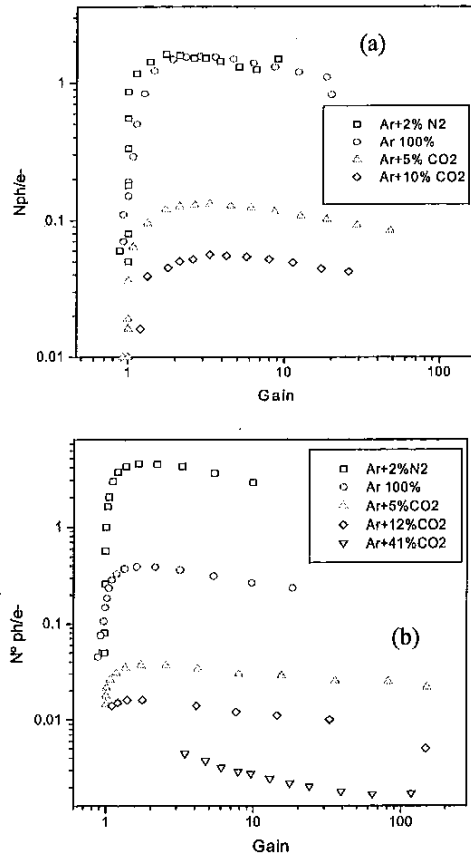 (a)
1
0.1
0.01
Nph/e-
Ar+2% N2
Ar 100%
Ar+5% CO2
Ar+10% CO2
1
10
100
Gain
(b)
1
0.1
0.01
Nº ph/e-
Ar+2%N2
Ar 100%
Ar+5%CO2
Ar+12%CO2
Ar+41%CO2
1
10
100
Gain